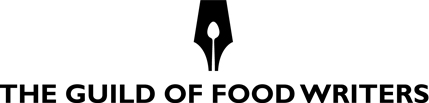 THE GUILD OF FOOD WRITERS